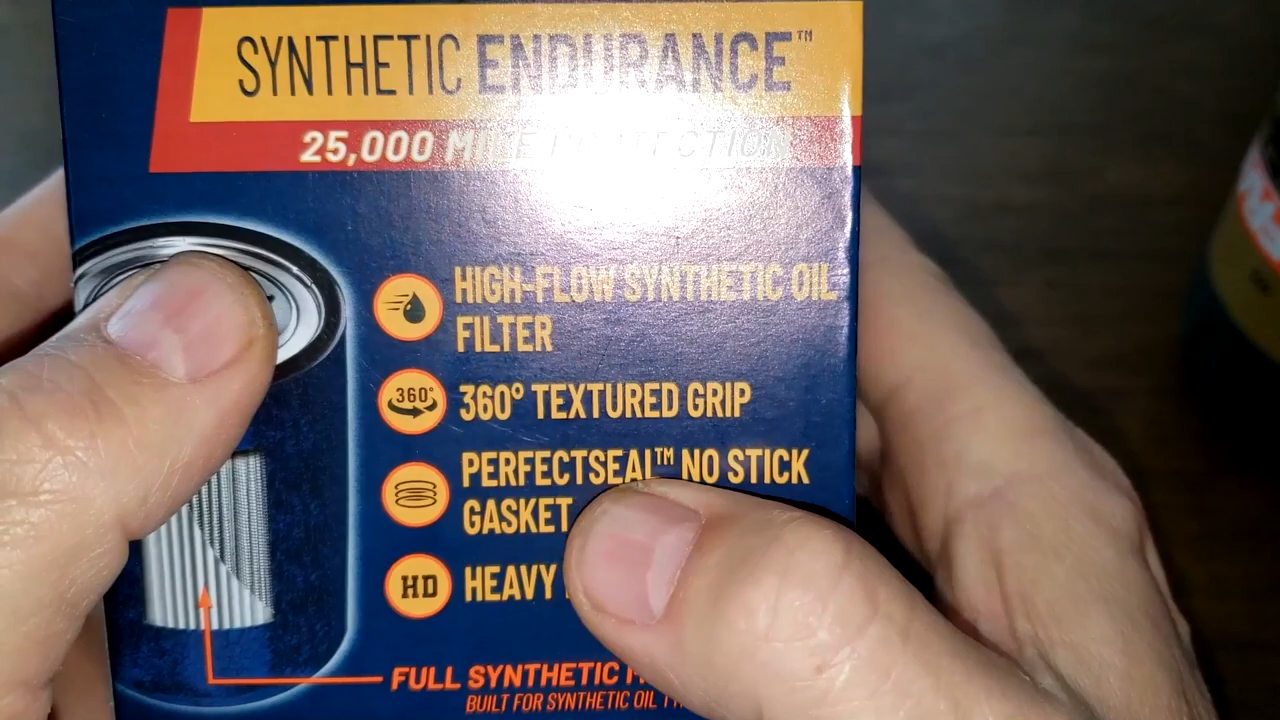 SYNTHETIC ENDURANCE™
25,000 MILE PROTECTION
HIGH-FLOW SYNTHETIC OIL
FILTER
360°
360° TEXTURED GRIP
PERFECTSEAL™ NO STICK
GASKET
HD
HEAVY
FULL SYNTHETIC
BUILT FOR SYNTHETIC OIL